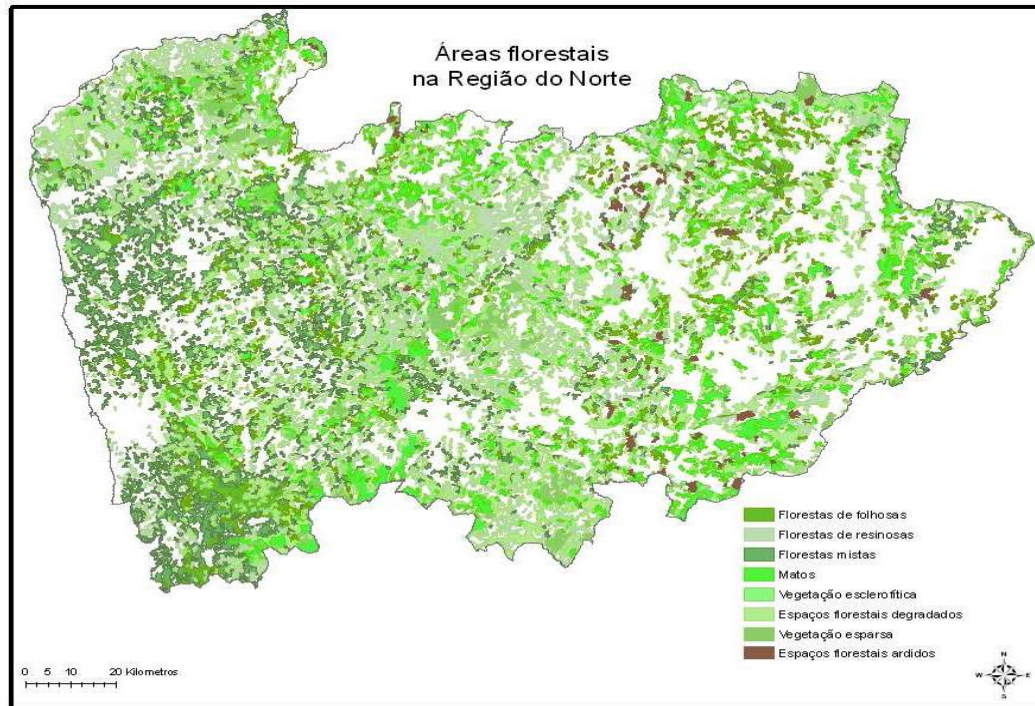 Áreas florestais
na Região do Norte
Florestas de folhosas
Florestas de resinosas
Florestas mistas
Matos
Vegetação esclerofítica
Espaços florestais degradados
Vegetação esparsa
Espaços florestais ardidos
0 5 10 20 Kilometros
N
W E
S